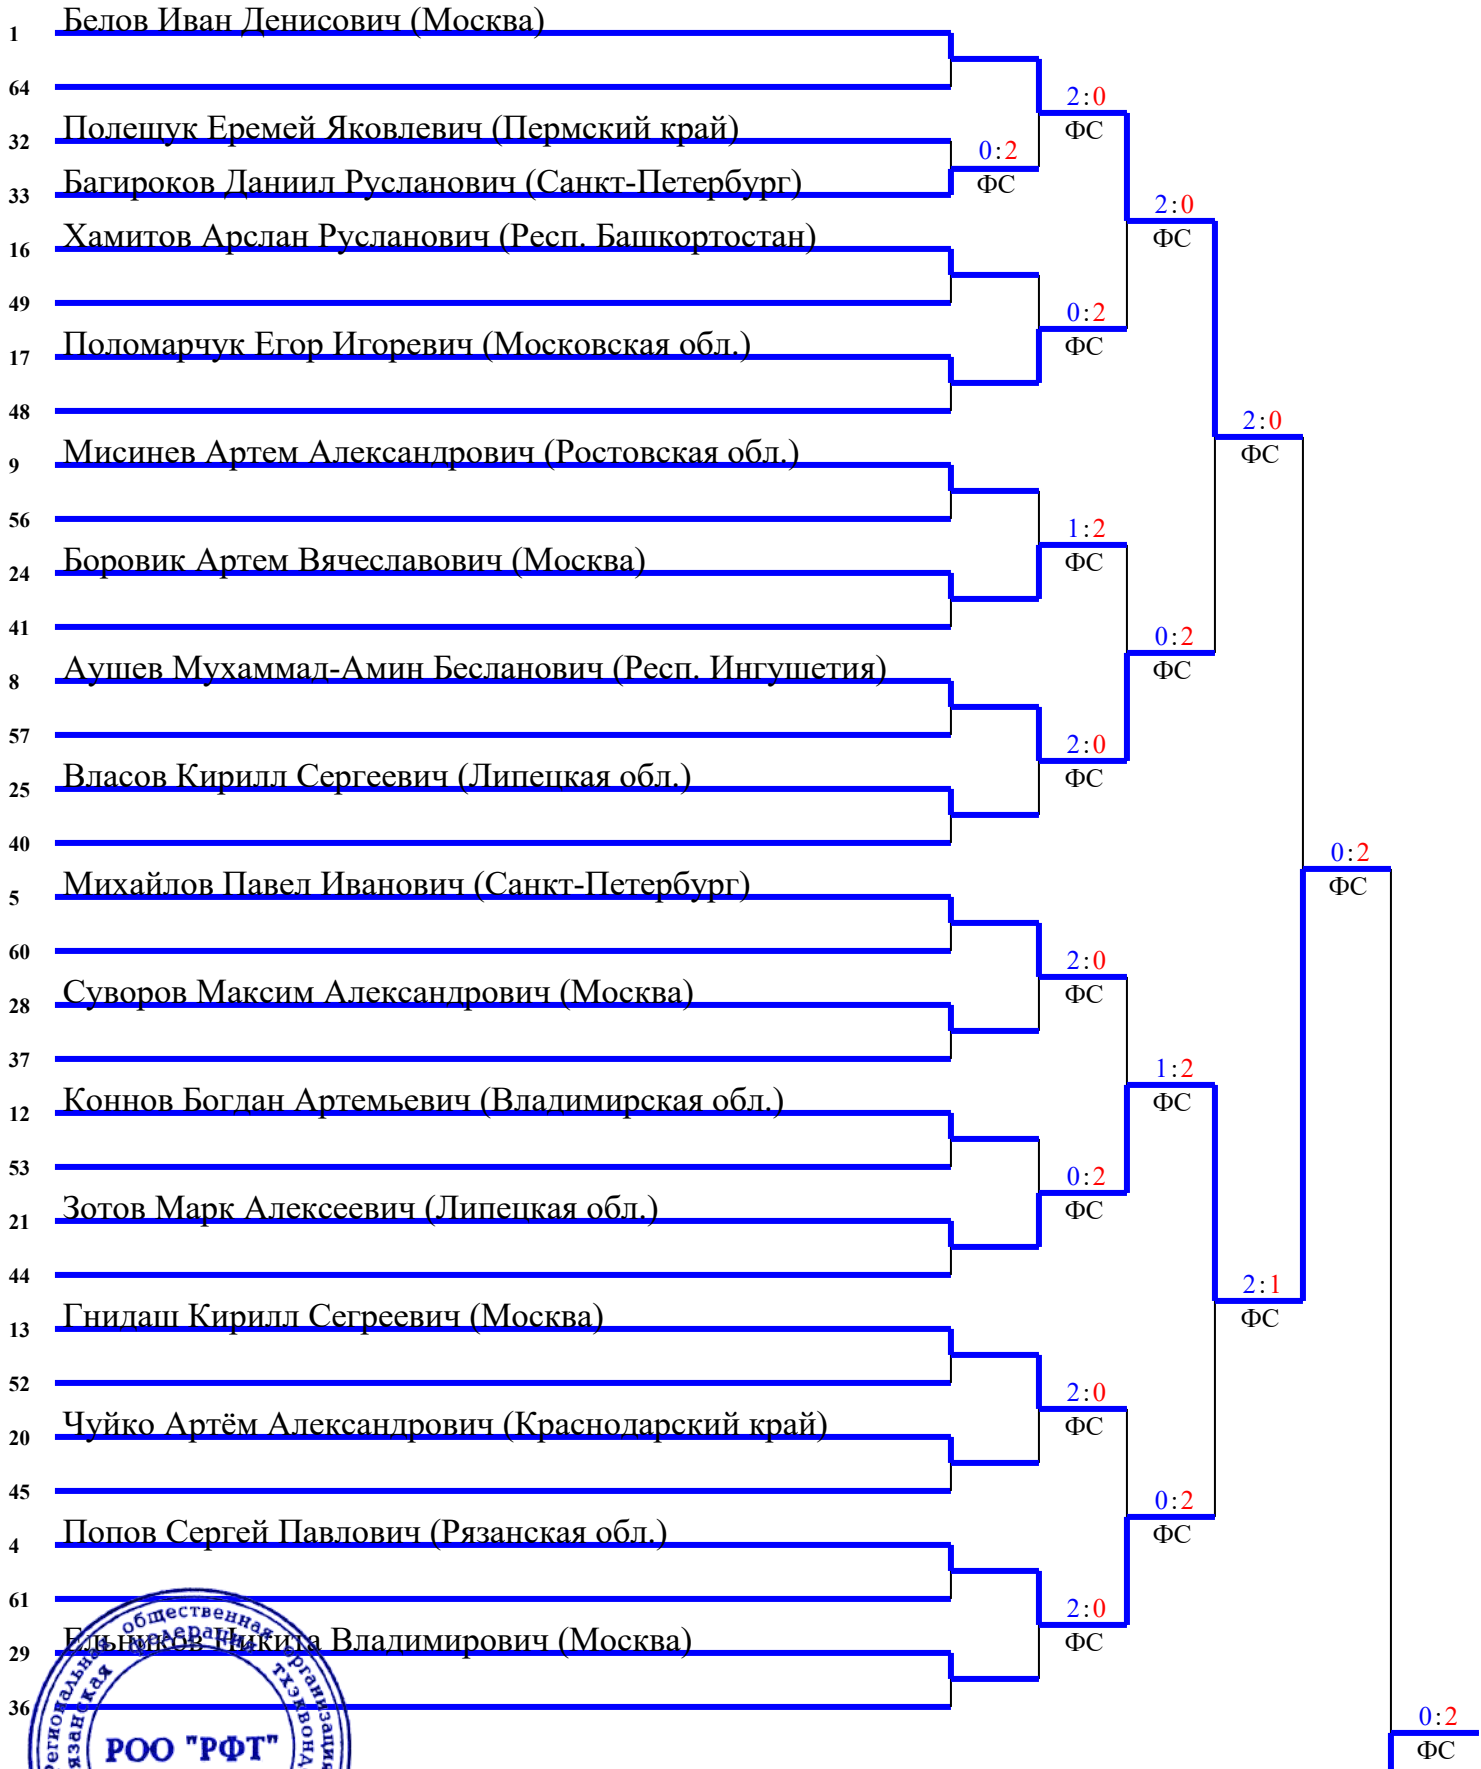 1 Белов Иван Денисович (Москва)
64
2:0
32 Полещук Еремей Яковлевич (Пермский край)
ФС
0:2
33 Багироков Даниил Русланович (Санкт-Петербург)
ФС
2:0
16 Хамитов Арслан Русланович (Респ. Башкортостан)
ФС
49
0:2
17 Поломарчук Егор Игоревич (Московская обл.)
ФС
48
2:0
9 Мисинев Артем Александрович (Ростовская обл.)
ФС
56
1:2
24 Боровик Артем Вячеславович (Москва)
ФС
41
0:2
8 Аушев Мухаммад-Амин Бесланович (Респ. Ингушетия)
ФС
57
2:0
25 Власов Кирилл Сергеевич (Липецкая обл.)
ФС
40
0:2
5 Михайлов Павел Иванович (Санкт-Петербург)
ФС
60
2:0
28 Суворов Максим Александрович (Москва)
ФС
37
1:2
12 Коннов Богдан Артемьевич (Владимирская обл.)
ФС
53
0:2
21 Зотов Марк Алексеевич (Липецкая обл.)
ФС
44
2:1
13 Гнидаш Кирилл Сегреевич (Москва)
ФС
52
2:0
20 Чуйко Артём Александрович (Краснодарский край)
ФС
45
0:2
4 Попов Сергей Павлович (Рязанская обл.)
ФС
61
2:0
29 Ельников Никита Владимирович (Москва)
ФС
36
0:2
ФС
региональная общественная организация
федерация тхэквондо
РОО "РФТ"